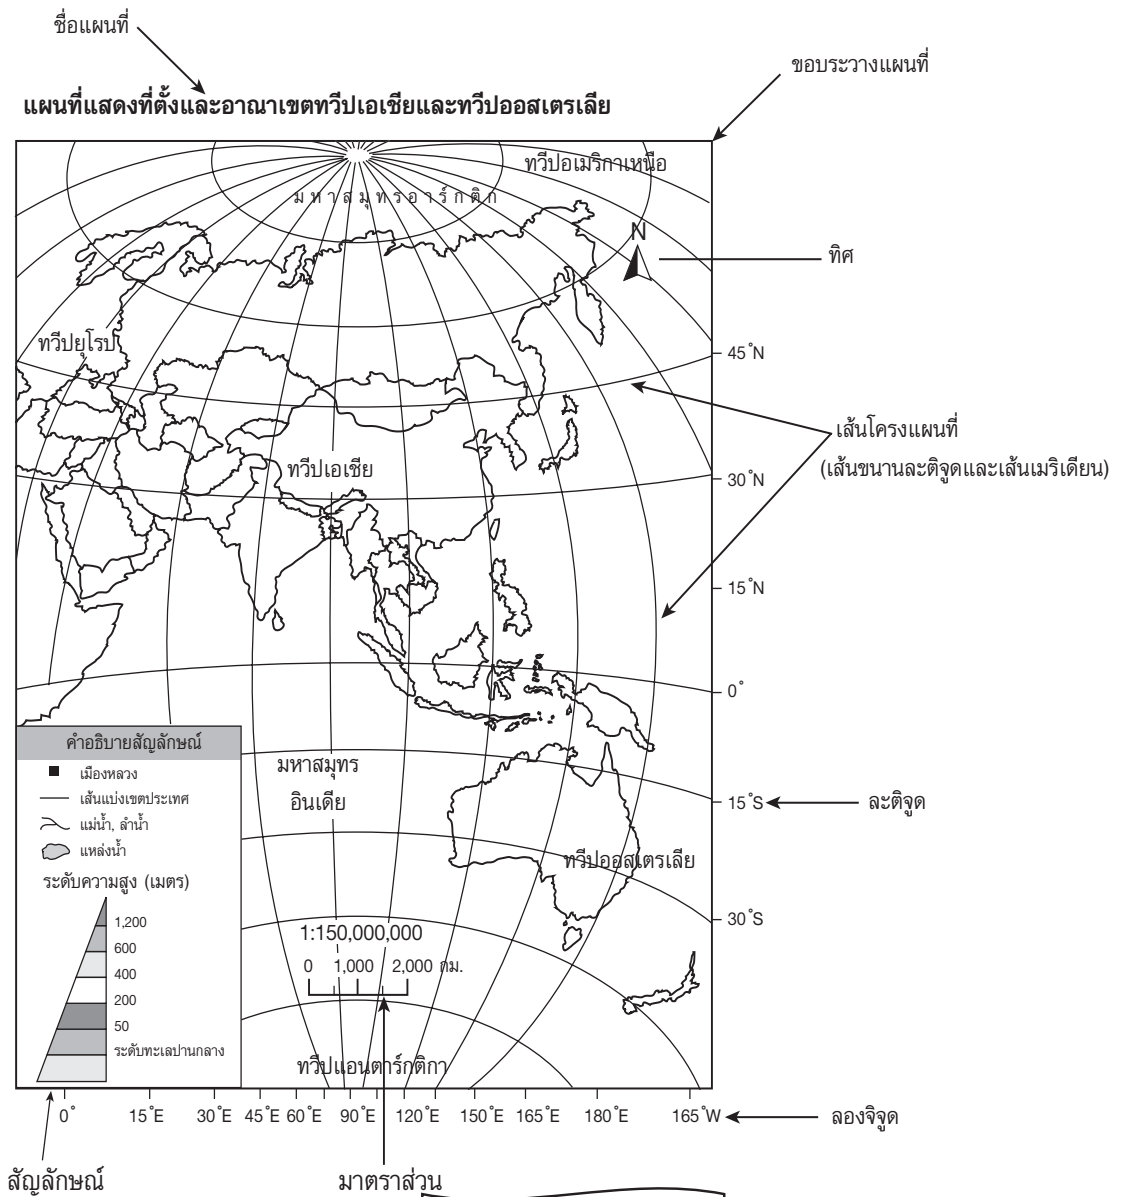 ชื่อแผนที่
ขอบระวางแผนที่
แผนที่แสดงที่ตั้งและอาณาเขตทวีปเอเชียและทวีปออสเตรเลีย
ทวีปอเมริกาเหนือ
มหาสมุทรอาร์กติก
N
ทิศ
ทวีปยุโรป
45°N
เส้นโครงแผนที่
(เส้นขนานละติจูดและเส้นเมริเดียน)
ทวีปเอเชีย
30°N
15°N
0°
คำอธิบายสัญลักษณ์
เมืองหลวง
เส้นแบ่งเขตประเทศ
แม่น้ำ, ลำน้ำ
แหล่งน้ำ
ระดับความสูง (เมตร)
1,200
600
400
200
50
ระดับทะเลปานกลาง
มหาสมุทร
อินเดีย
15°S
ละติจูด
ทวีปออสเตรเลีย
30°S
1:150,000,000
0 1,000 2,000 กม.
ทวีปแอนตาร์กติกา
0° 15°E 30°E 45°E 60°E 90°E 120°E 150°E 165°E 180°E 165°W
ลองจิจูด
สัญลักษณ์
มาตราส่วน